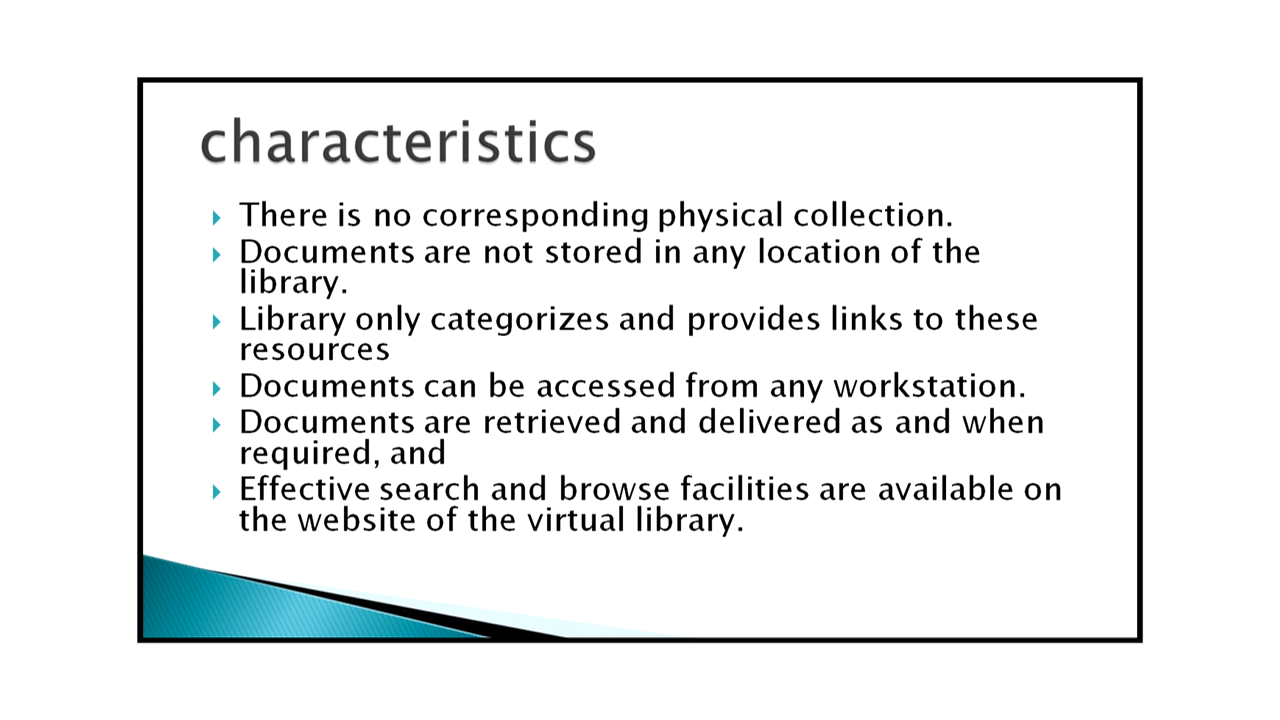 characteristics
There is no corresponding physical collection.
Documents are not stored in any location of the
library.
Library only categorizes and provides links to these
resources
Documents can be accessed from any workstation.
Documents are retrieved and delivered as and when
required, and
Effective search and browse facilities are available on
the website of the virtual library.